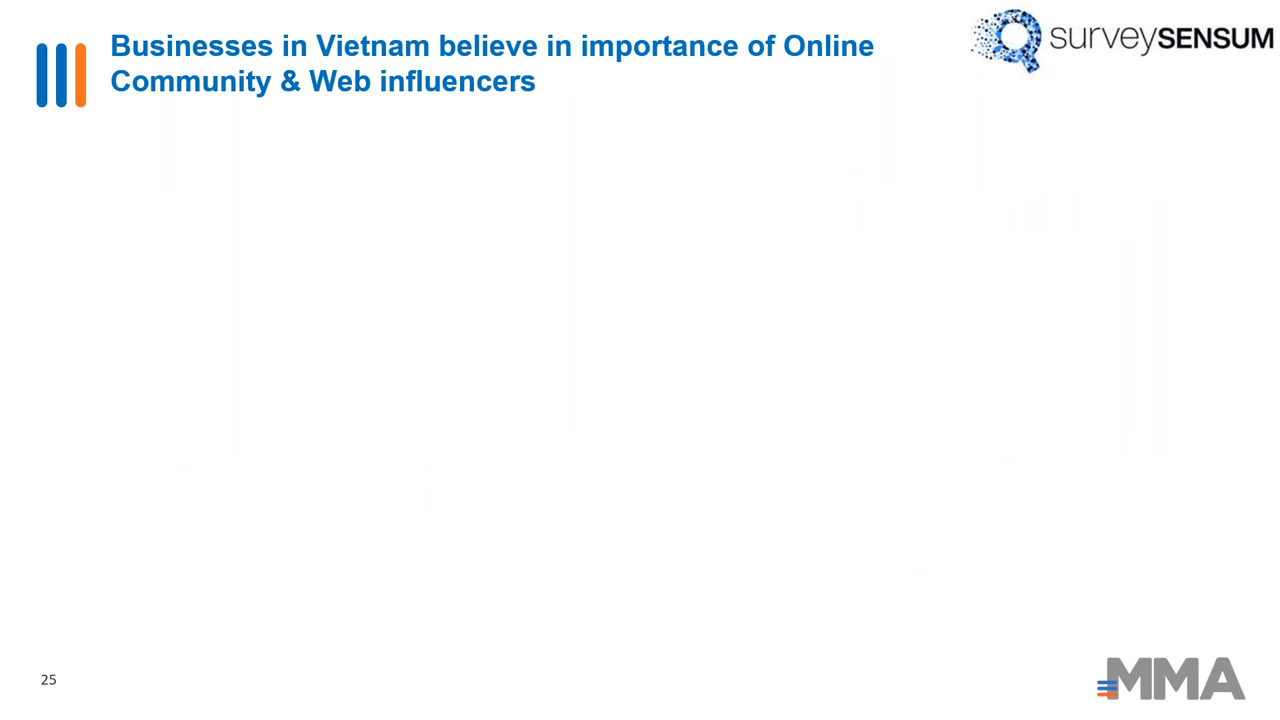 Businesses in Vietnam believe in importance of Online
Community & Web influencers
surveySENSUM
25
MMA